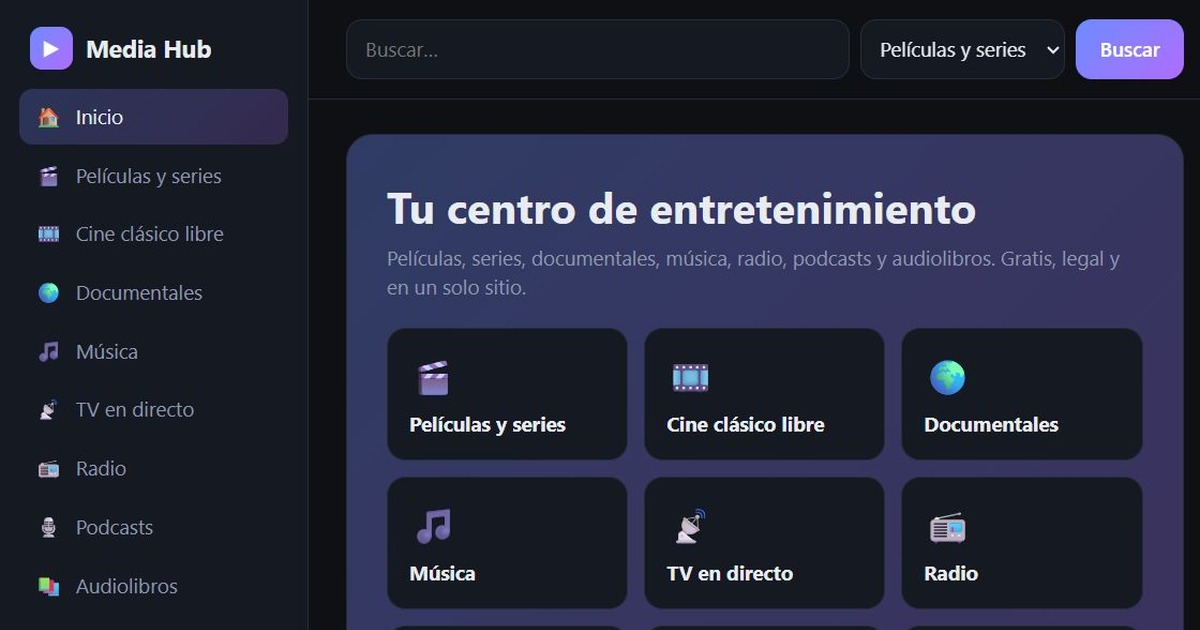 Media Hub
Inicio
Películas y series
Cine clásico libre
Documentales
Música
TV en directo
Radio
Podcasts
Audiolibros
Buscar...
Películas y series
Buscar
Tu centro de entretenimiento
Películas, series, documentales, música, radio, podcasts y audiolibros. Gratis, legal y
en un solo sitio.
Películas y series
Cine clásico libre
Documentales
Música
TV en directo
Radio